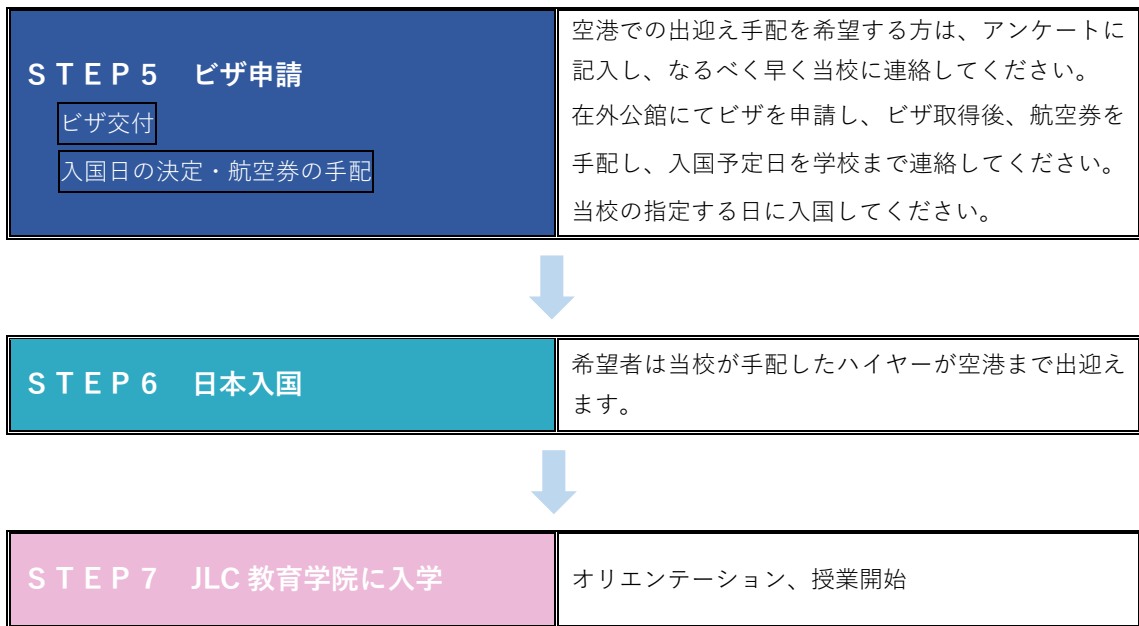 STEP5 ビザ申請
ビザ交付
入国日の決定・航空券の手配
空港での出迎え手配を希望する方は、アンケートに
記入し、なるべく早く当校に連絡してください。
在外公館にてビザを申請し、ビザ取得後、航空券を
手配し、入国予定日を学校まで連絡してください。
当校の指定する日に入国してください。
STEP6 日本入国
希望者は当校が手配したハイヤーが空港まで出迎え
ます。
STEP7 JLC教育学院に入学
オリエンテーション、授業開始